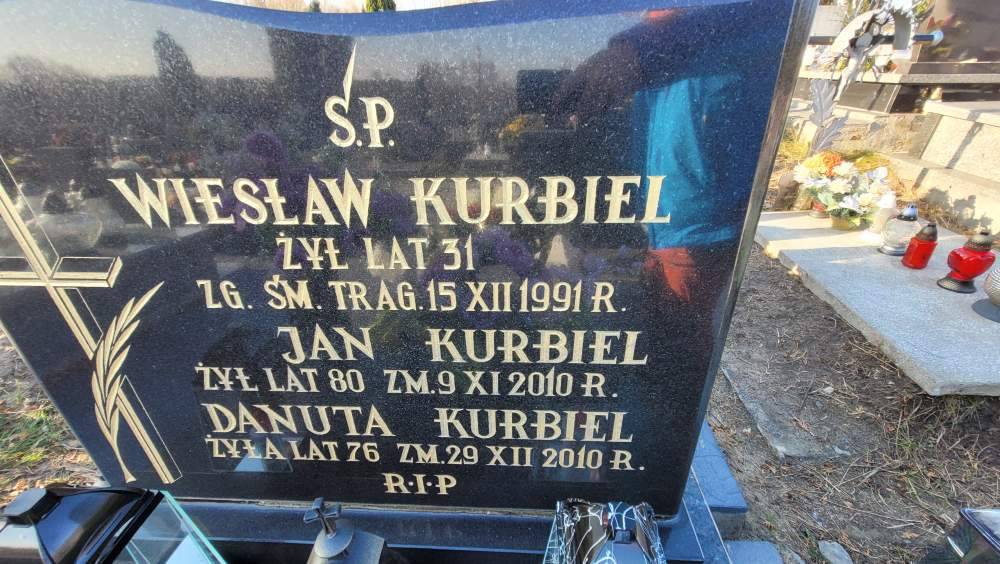 Ś.P.
WIESŁAW KURBIEL
ŻYŁ LAT 31
ZG. ŚM. TRAG. 15 XII 1991 R.
JAN KURBIEL
ŻYŁ LAT 80 ZM. 9 XI 2010 R.
DANUTA KURBIEL
ŻYŁA LAT 76 ZM. 29 XII 2010 R.
R·I·P